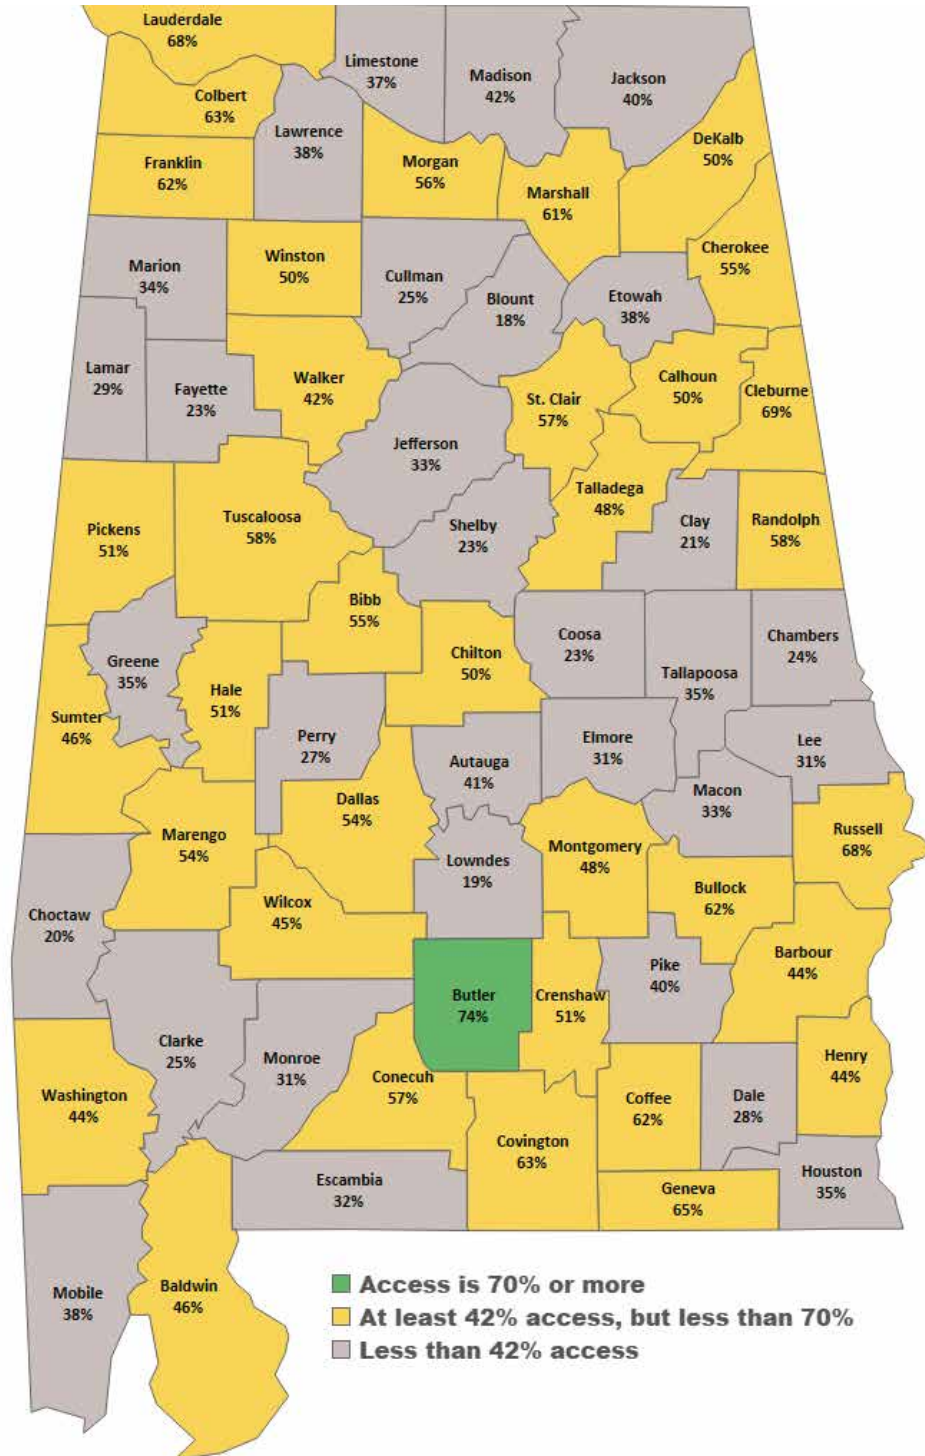 Lauderdale
68%
Limestone
37%
Madison
42%
Jackson
40%
Colbert
63%
Lawrence
38%
DeKalb
50%
Franklin
62%
Morgan
56%
Marshall
61%
Cherokee
55%
Marion
34%
Winston
50%
Cullman
25%
Blount
18%
Etowah
38%
Lamar
29%
Fayette
23%
Walker
42%
St. Clair
57%
Calhoun
50%
Cleburne
69%
Jefferson
33%
Talladega
48%
Pickens
51%
Tuscaloosa
58%
Shelby
23%
Clay
21%
Randolph
58%
Bibb
55%
Greene
35%
Hale
51%
Chilton
50%
Coosa
23%
Tallapoosa
35%
Chambers
24%
Sumter
46%
Perry
27%
Autauga
41%
Elmore
31%
Lee
31%
Macon
33%
Marengo
54%
Dallas
54%
Lowndes
19%
Montgomery
48%
Russell
68%
Bullock
62%
Choctaw
20%
Wilcox
45%
Barbour
44%
Butler
74%
Crenshaw
51%
Pike
40%
Clarke
25%
Monroe
31%
Conecuh
57%
Henry
44%
Washington
44%
Coffee
62%
Dale
28%
Covington
63%
Escambia
32%
Geneva
65%
Houston
35%
Mobile
38%
Baldwin
46%
Access is 70% or more
At least 42% access, but less than 70%
Less than 42% access